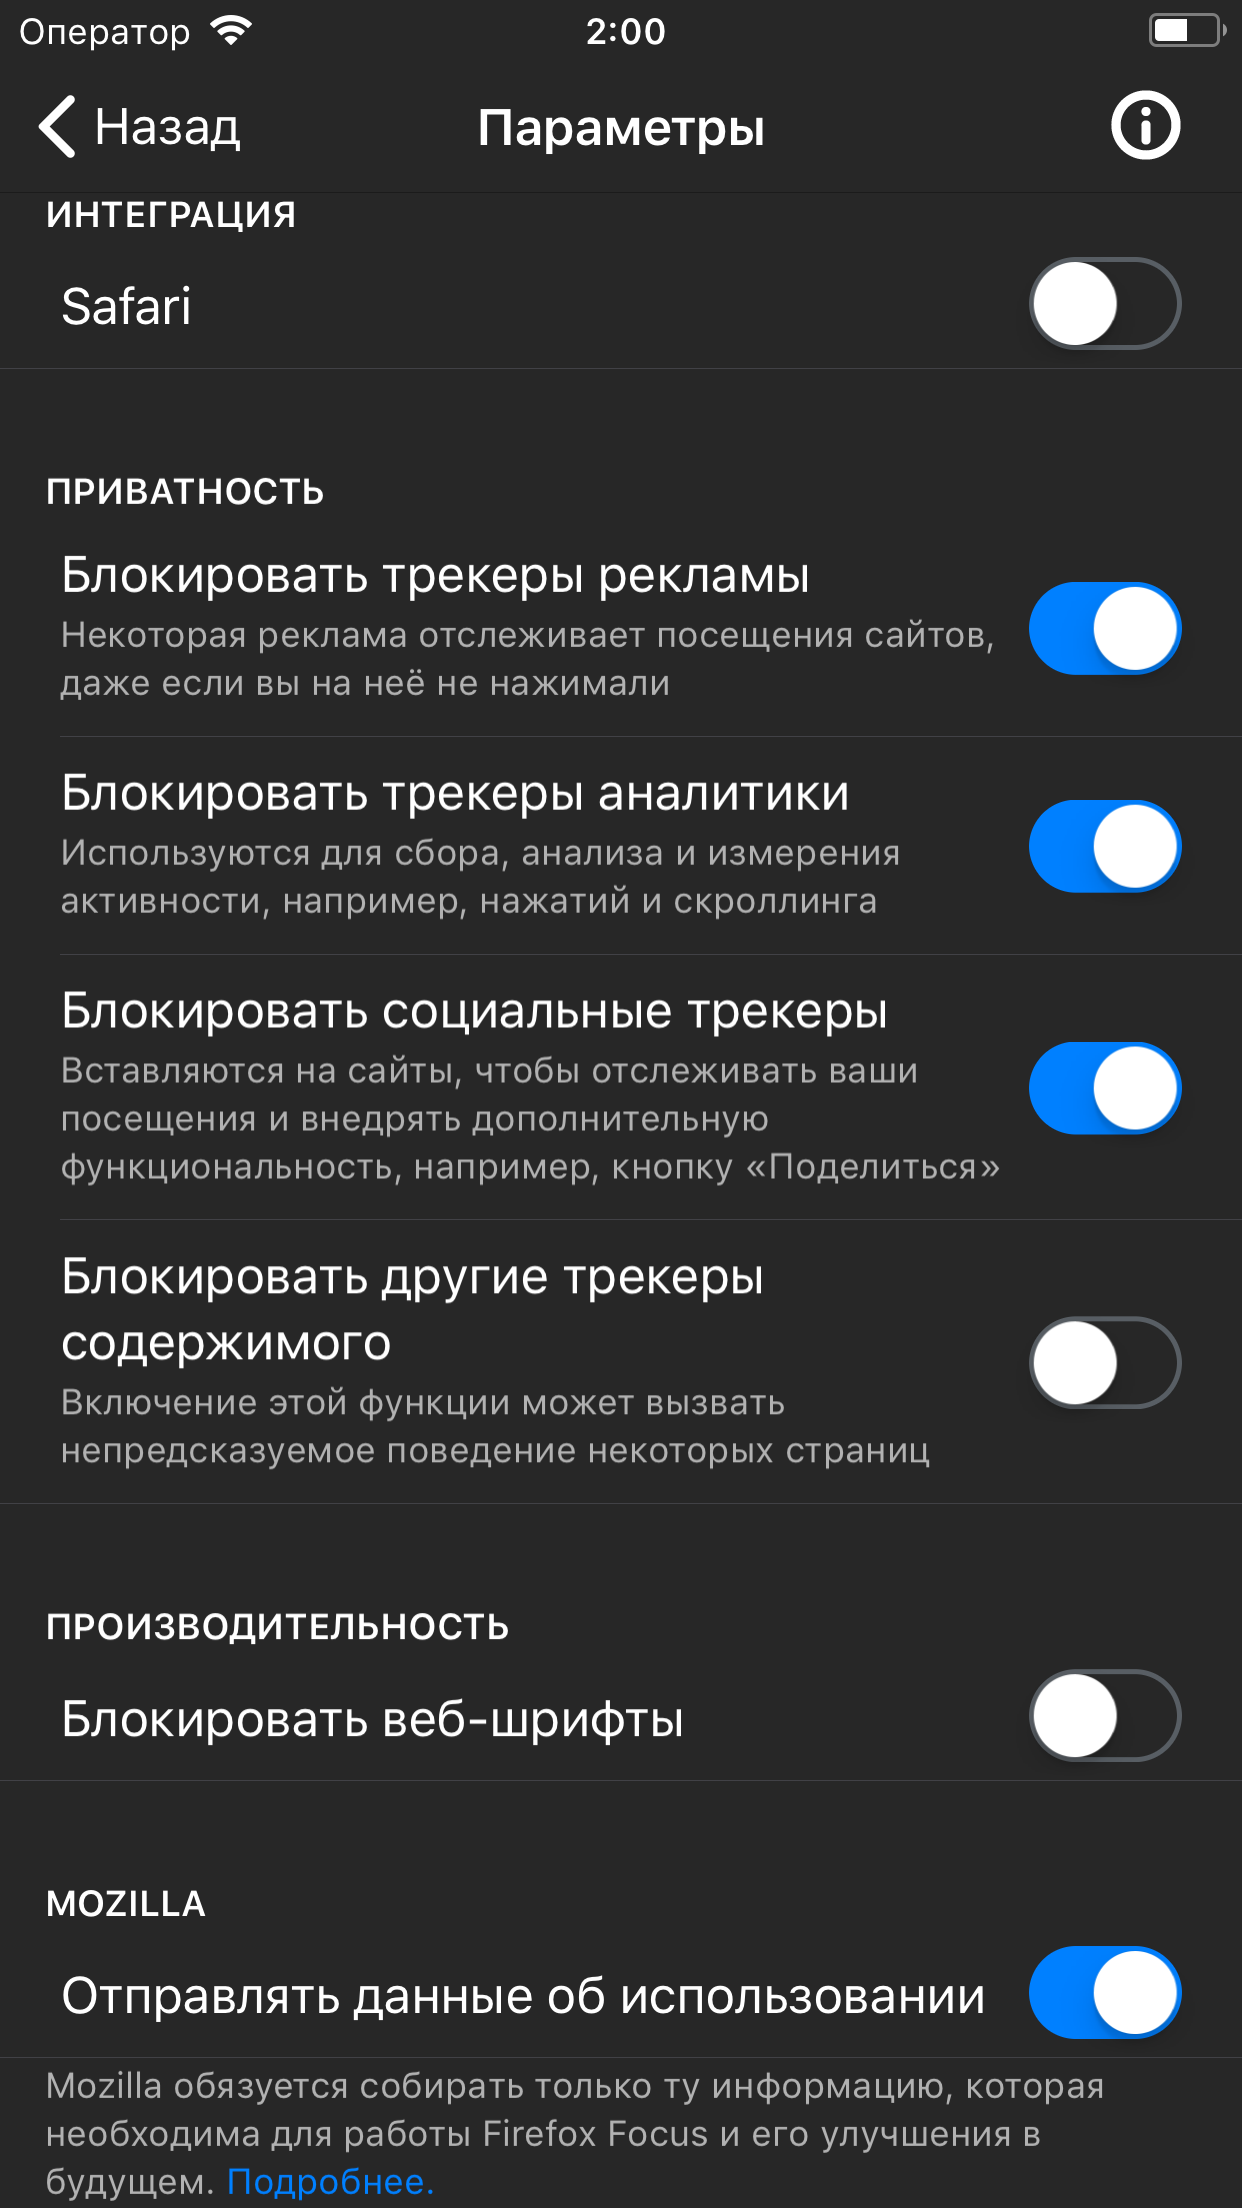 Оператор 2:00
Назад Параметры
ИНТЕГРАЦИЯ
Safari
ПРИВАТНОСТЬ
Блокировать трекеры рекламы
Некоторая реклама отслеживает посещения сайтов,
даже если вы на неё не нажимали
Блокировать трекеры аналитики
Используются для сбора, анализа и измерения
активности, например, нажатий и скроллинга
Блокировать социальные трекеры
Вставляются на сайты, чтобы отслеживать ваши
посещения и внедрять дополнительную
функциональность, например, кнопку «Поделиться»
Блокировать другие трекеры
содержимого
Включение этой функции может вызвать
непредсказуемое поведение некоторых страниц
ПРОИЗВОДИТЕЛЬНОСТЬ
Блокировать веб-шрифты
MOZILLA
Отправлять данные об использовании
Mozilla обязуется собирать только ту информацию, которая
необходима для работы Firefox Focus и его улучшения в
будущем. Подробнее.